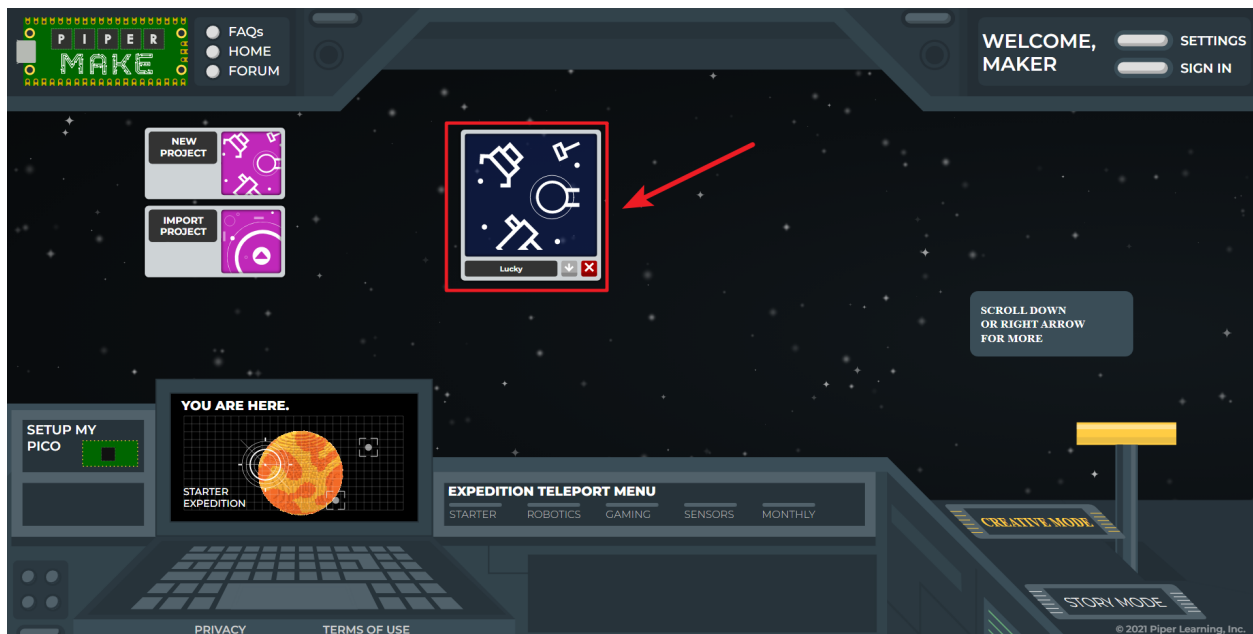 PIPER
MAKE
FAQs
HOME
FORUM
WELCOME,
MAKER
SETTINGS
SIGN IN
NEW
PROJECT
IMPORT
PROJECT
Lucky
SCROLL DOWN
OR RIGHT ARROW
FOR MORE
SETUP MY
PICO
YOU ARE HERE.
STARTER
EXPEDITION
EXPEDITION TELEPORT MENU
STARTER ROBOTICS GAMING SENSORS MONTHLY
CREATIVE MODE
STORY MODE
PRIVACY TERMS OF USE
© 2021 Piper Learning, Inc.